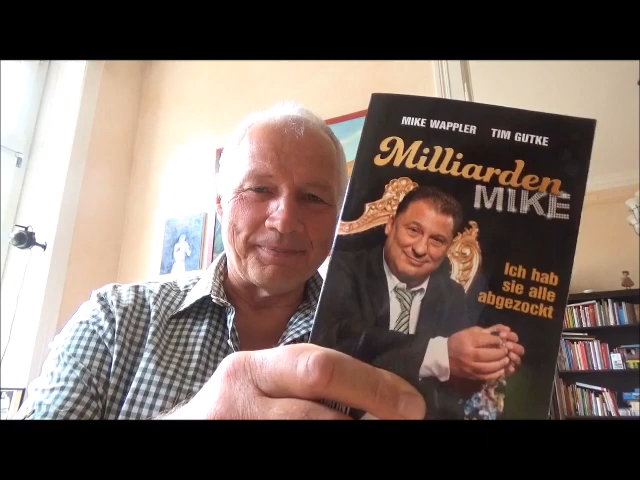 MIKE WAPPLER TIM GUTKE
Milliarden
MIKE
Ich hab
sie alle
abgezockt